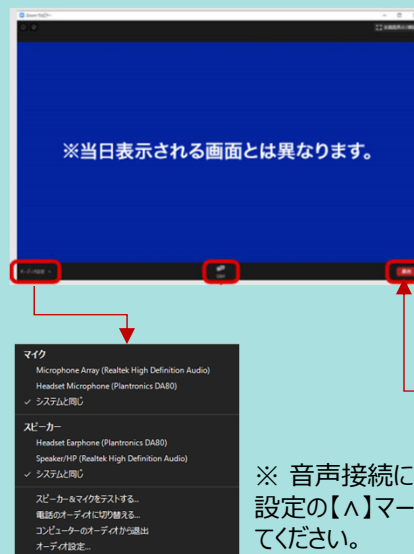 ※当日表示される画面とは異なります。
マイク
Microphone Array (Realtek High Definition Audio)
Headset Microphone (Plantronics DA80)
✓ システムと同じ
スピーカー
Headset Earphone (Plantronics DA80)
Speaker/HP (Realtek High Definition Audio)
✓ システムと同じ
スピーカー&マイクをテストする...
電話のオーディオに切り替える...
コンピューターのオーディオから退出
オーディオ設定...
※ 音声接続に
設定の【∧】マー
てください。